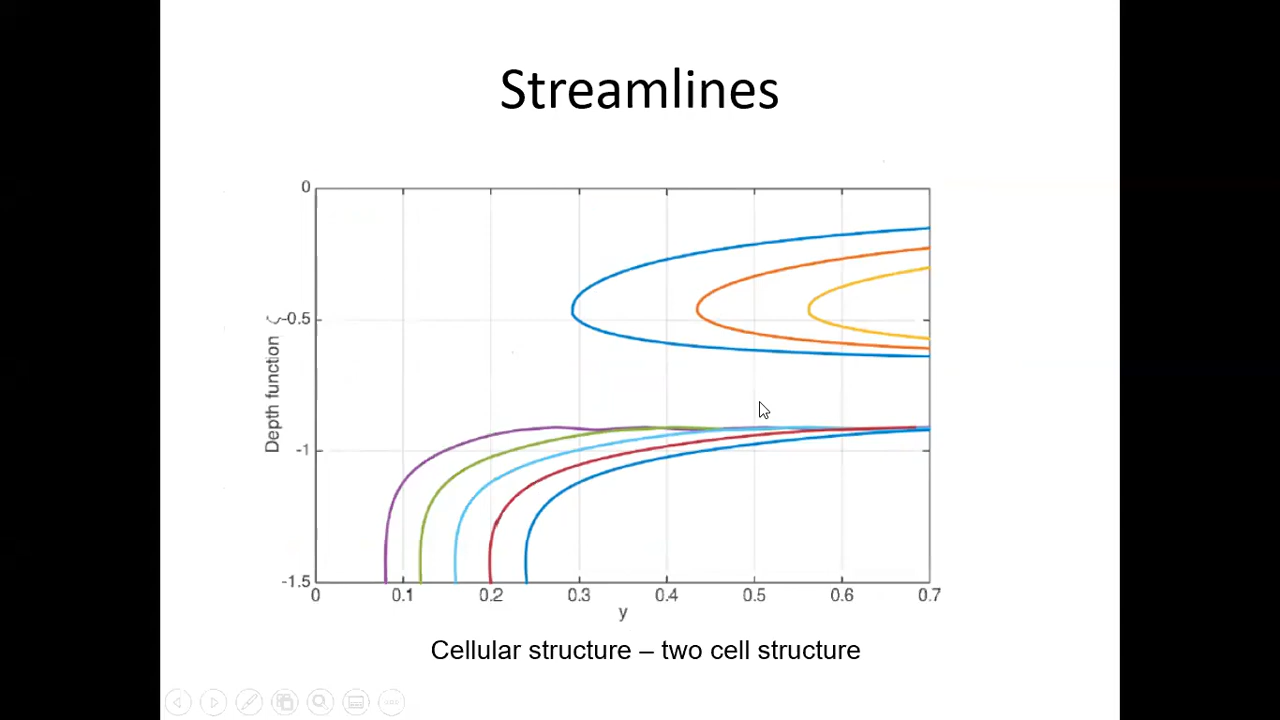 Streamlines
0
-0.5
-1
-1.5
Depth function ζ
0 0.1 0.2 0.3 0.4 0.5 0.6 0.7
y
Cellular structure – two cell structure